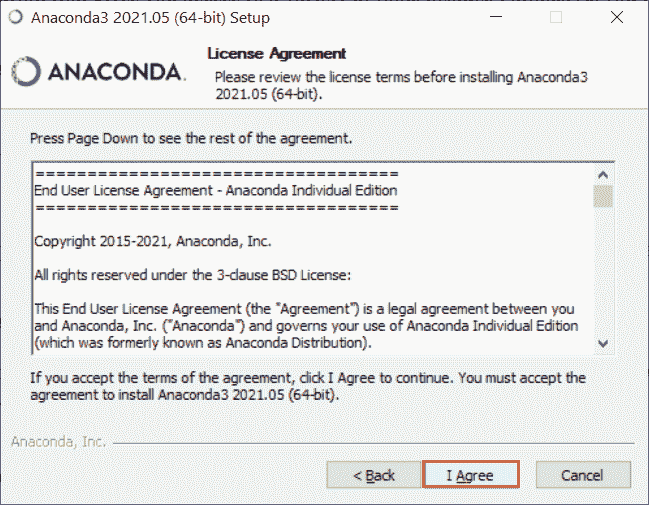 Anaconda3 2021.05 (64-bit) Setup
License Agreement
ANACONDA.
Please review the license terms before installing Anaconda3
2021.05 (64-bit).
Press Page Down to see the rest of the agreement.
===================================
End User License Agreement - Anaconda Individual Edition
===================================
Copyright 2015-2021, Anaconda, Inc.
All rights reserved under the 3-clause BSD License:
This End User License Agreement (the "Agreement") is a legal agreement between you
and Anaconda, Inc. ("Anaconda") and governs your use of Anaconda Individual Edition
(which was formerly known as Anaconda Distribution).
If you accept the terms of the agreement, click I Agree to continue. You must accept the
agreement to install Anaconda3 2021.05 (64-bit).
Anaconda, Inc.
< Back I Agree Cancel